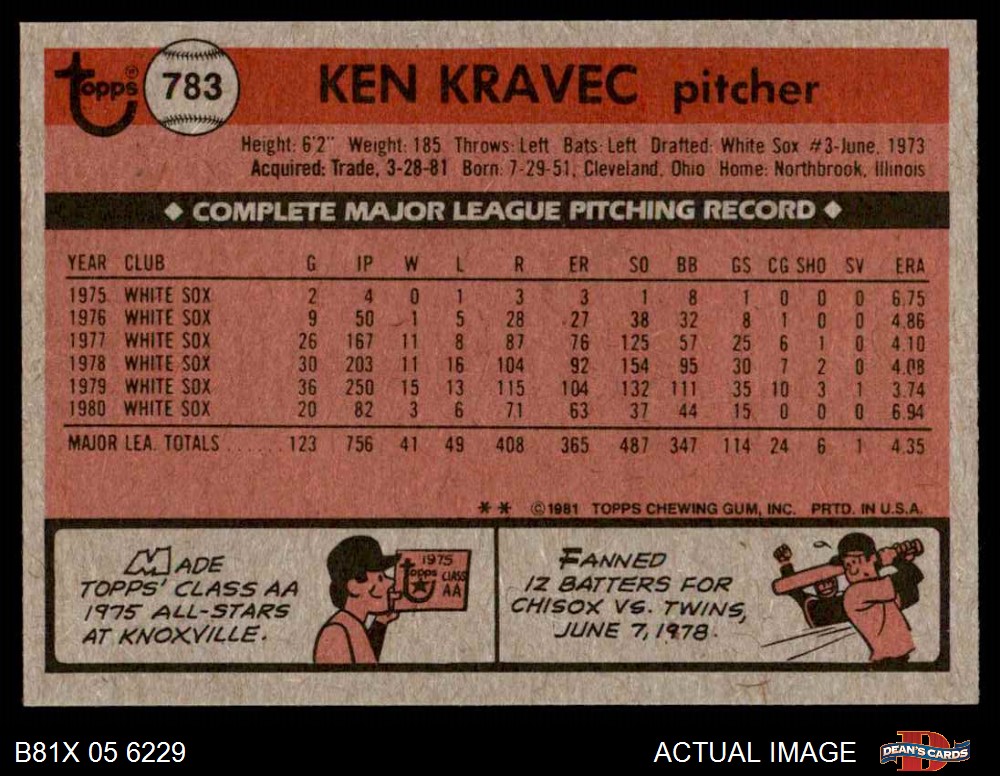 topps® 783 KEN KRAVEC pitcher
Height: 6'2" Weight: 185 Throws: Left Bats: Left Drafted: White Sox #3-June, 1973
Acquired: Trade, 3-28-81 Born: 7-29-51, Cleveland, Ohio Home: Northbrook, Illinois
◆ COMPLETE MAJOR LEAGUE PITCHING RECORD ◆
YEAR CLUB G IP W L R ER SO BB GS CG SHO SV ERA
1975 WHITE SOX 2 4 0 1 3 3 1 8 1 0 0 0 6.75
1976 WHITE SOX 9 50 1 5 28 27 38 32 8 1 0 0 4.86
1977 WHITE SOX 26 167 11 8 87 76 125 57 25 6 1 0 4.10
1978 WHITE SOX 30 203 11 16 104 92 154 95 30 7 2 0 4.08
1979 WHITE SOX 36 250 15 13 115 104 132 111 35 10 3 1 3.74
1980 WHITE SOX 20 82 3 6 71 63 37 44 15 0 0 0 6.94
MAJOR LEA. TOTALS ...... 123 756 41 49 408 365 487 347 114 24 6 1 4.35
** ©1981 TOPPS CHEWING GUM, INC. PRTD. IN U.S.A.
MADE
TOPPS' CLASS AA
1975 ALL-STARS
AT KNOXVILLE.
1975
topps CLASS
AA
FANNED
12 BATTERS FOR
CHISOX VS. TWINS,
JUNE 7, 1978.
B81X 05 6229 ACTUAL IMAGE D DEAN'S CARDS